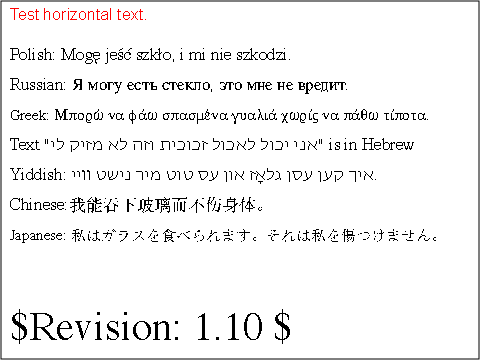 Test horizontal text.
Polish: Mogę jeść szkło, i mi nie szkodzi.
Russian: Я могу есть стекло, это мне не вредит.
Greek: Μπορώ να φάω σπασμένα γυαλιά χωρίς να πάθω τίποτα.
Text "אני יכול לאכול זכוכית וזה לא מזיק לי" is in Hebrew
Yiddish: איך קען עסן גלאָז און עס טוט מיר נישט וויי.
Chinese:我能吞下玻璃而不伤身体。
Japanese: 私はガラスを食べられます。それは私を傷つけません。
$Revision: 1.10 $